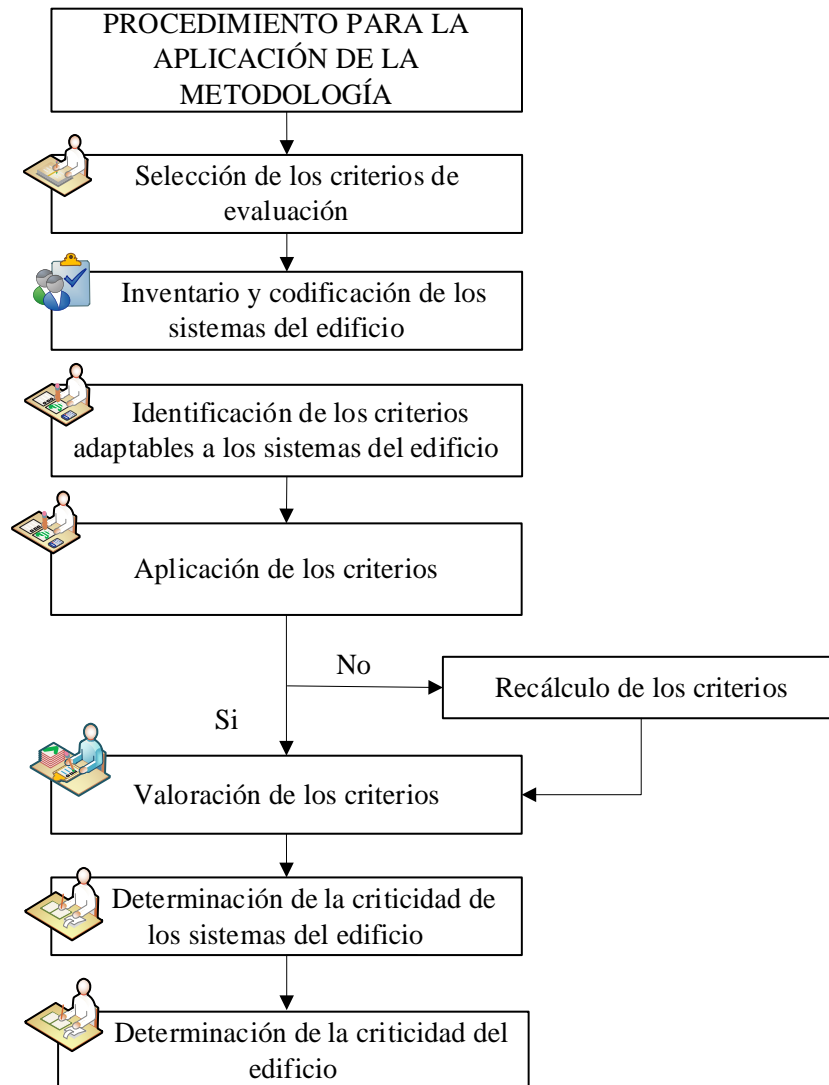 PROCEDIMIENTO PARA LA
APLICACIÓN DE LA
METODOLOGÍA
Selección de los criterios de
evaluación
Inventario y codificación de los
sistemas del edificio
Identificación de los criterios
adaptables a los sistemas del edificio
Aplicación de los criterios
No
Recálculo de los criterios
Si
Valoración de los criterios
Determinación de la criticidad de
los sistemas del edificio
Determinación de la criticidad del
edificio